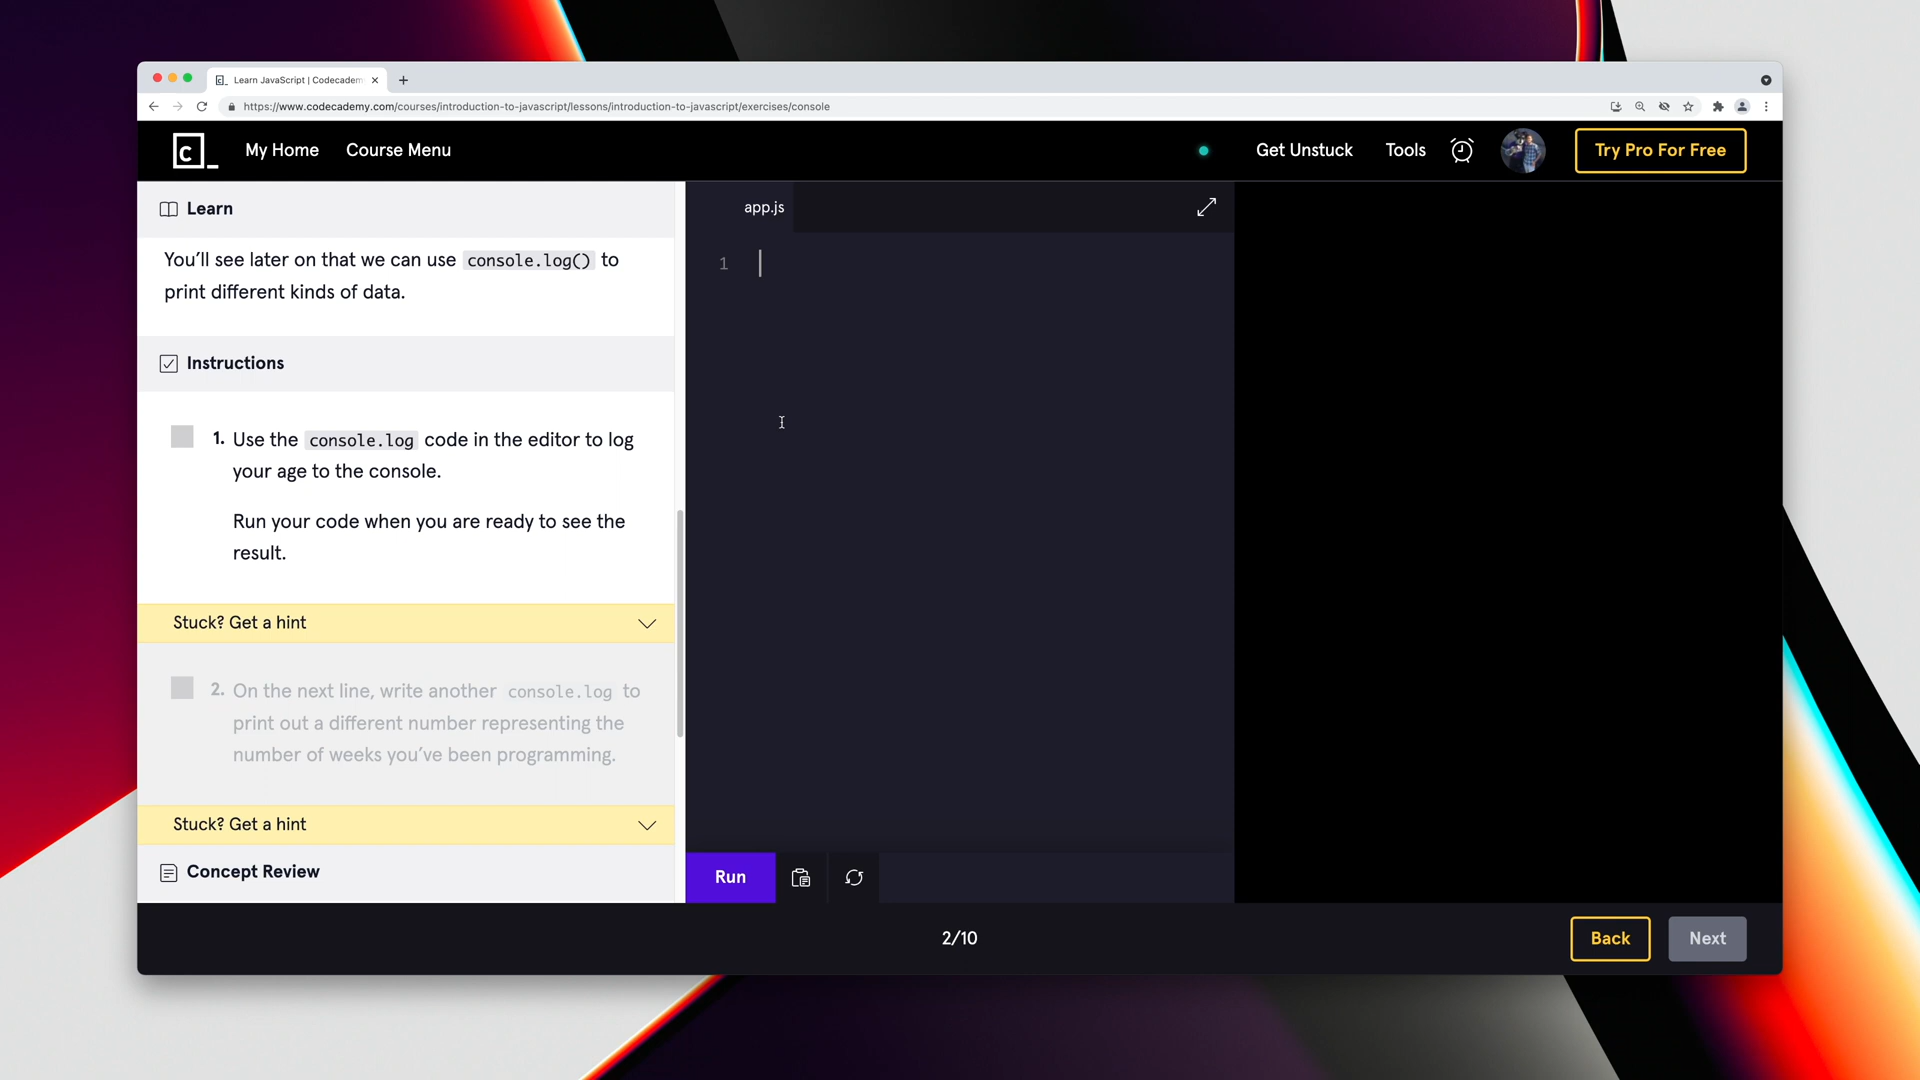 Learn JavaScript | Codecadem
https://www.codecademy.com/courses/introduction-to-javascript/lessons/introduction-to-javascript/exercises/console
c_ My Home Course Menu Get Unstuck Tools Try Pro For Free
Learn
You’ll see later on that we can use console.log() to
print different kinds of data.
Instructions
1. Use the console.log code in the editor to log
your age to the console.
Run your code when you are ready to see the
result.
Stuck? Get a hint
2. On the next line, write another console.log to
print out a different number representing the
number of weeks you’ve been programming.
Stuck? Get a hint
Concept Review
app.js
1
Run
2/10
Back Next